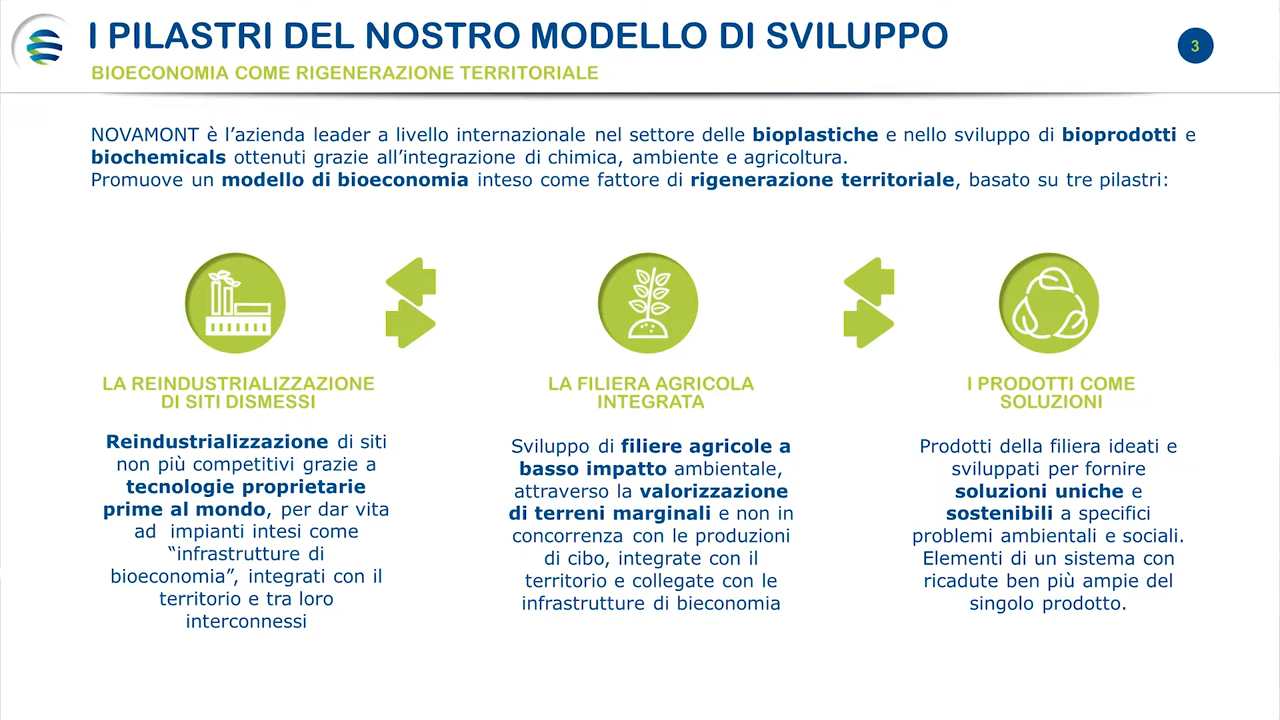 I PILASTRI DEL NOSTRO MODELLO DI SVILUPPO
3
BIOECONOMIA COME RIGENERAZIONE TERRITORIALE
NOVAMONT è l’azienda leader a livello internazionale nel settore delle bioplastiche e nello sviluppo di bioprodotti e
biochemicals ottenuti grazie all’integrazione di chimica, ambiente e agricoltura.
Promuove un modello di bioeconomia inteso come fattore di rigenerazione territoriale, basato su tre pilastri:
LA REINDUSTRIALIZZAZIONE
DI SITI DISMESSI
Reindustrializzazione di siti
non più competitivi grazie a
tecnologie proprietarie
prime al mondo, per dar vita
ad impianti intesi come
“infrastrutture di
bioeconomia”, integrati con il
territorio e tra loro
interconnessi
LA FILIERA AGRICOLA
INTEGRATA
Sviluppo di filiere agricole a
basso impatto ambientale,
attraverso la valorizzazione
di terreni marginali e non in
concorrenza con le produzioni
di cibo, integrate con il
territorio e collegate con le
infrastrutture di bieconomia
I PRODOTTI COME
SOLUZIONI
Prodotti della filiera ideati e
sviluppati per fornire
soluzioni uniche e
sostenibili a specifici
problemi ambientali e sociali.
Elementi di un sistema con
ricadute ben più ampie del
singolo prodotto.